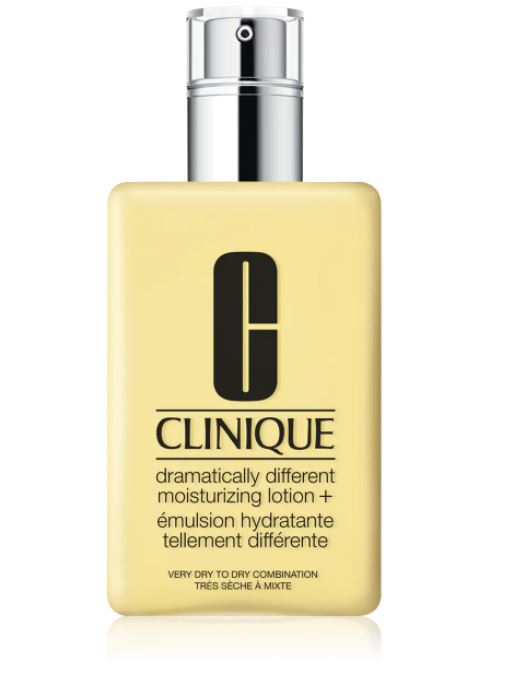 C
CLINIQUE
dramatically different
moisturizing lotion +
émulsion hydratante
tellement différente
VERY DRY TO DRY COMBINATION
TRÈS SÈCHE À MIXTE